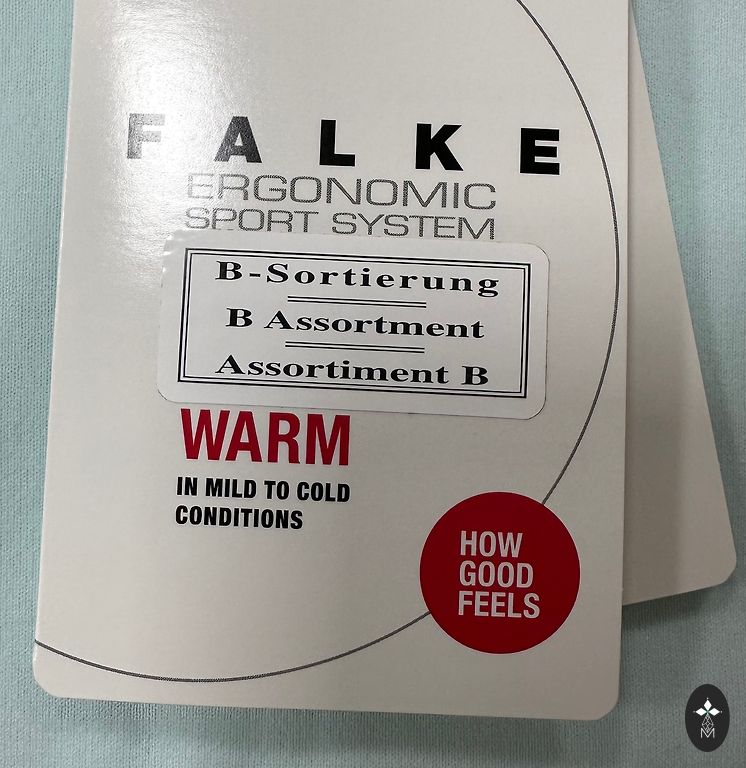 FALKE
ERGONOMIC
SPORT SYSTEM
B-Sortierung
B Assortment
Assortiment B
WARM
IN MILD TO COLD
CONDITIONS
HOW
GOOD
FEELS
M